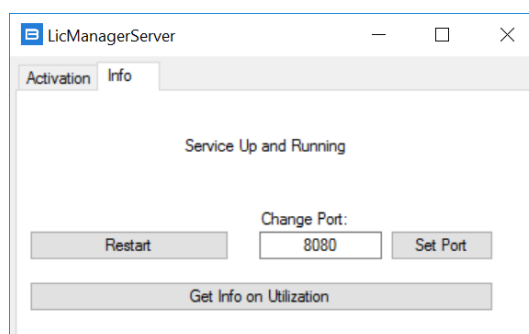 LicManagerServer
Activation Info
Service Up and Running
Change Port:
Restart 8080 Set Port
Get Info on Utilization